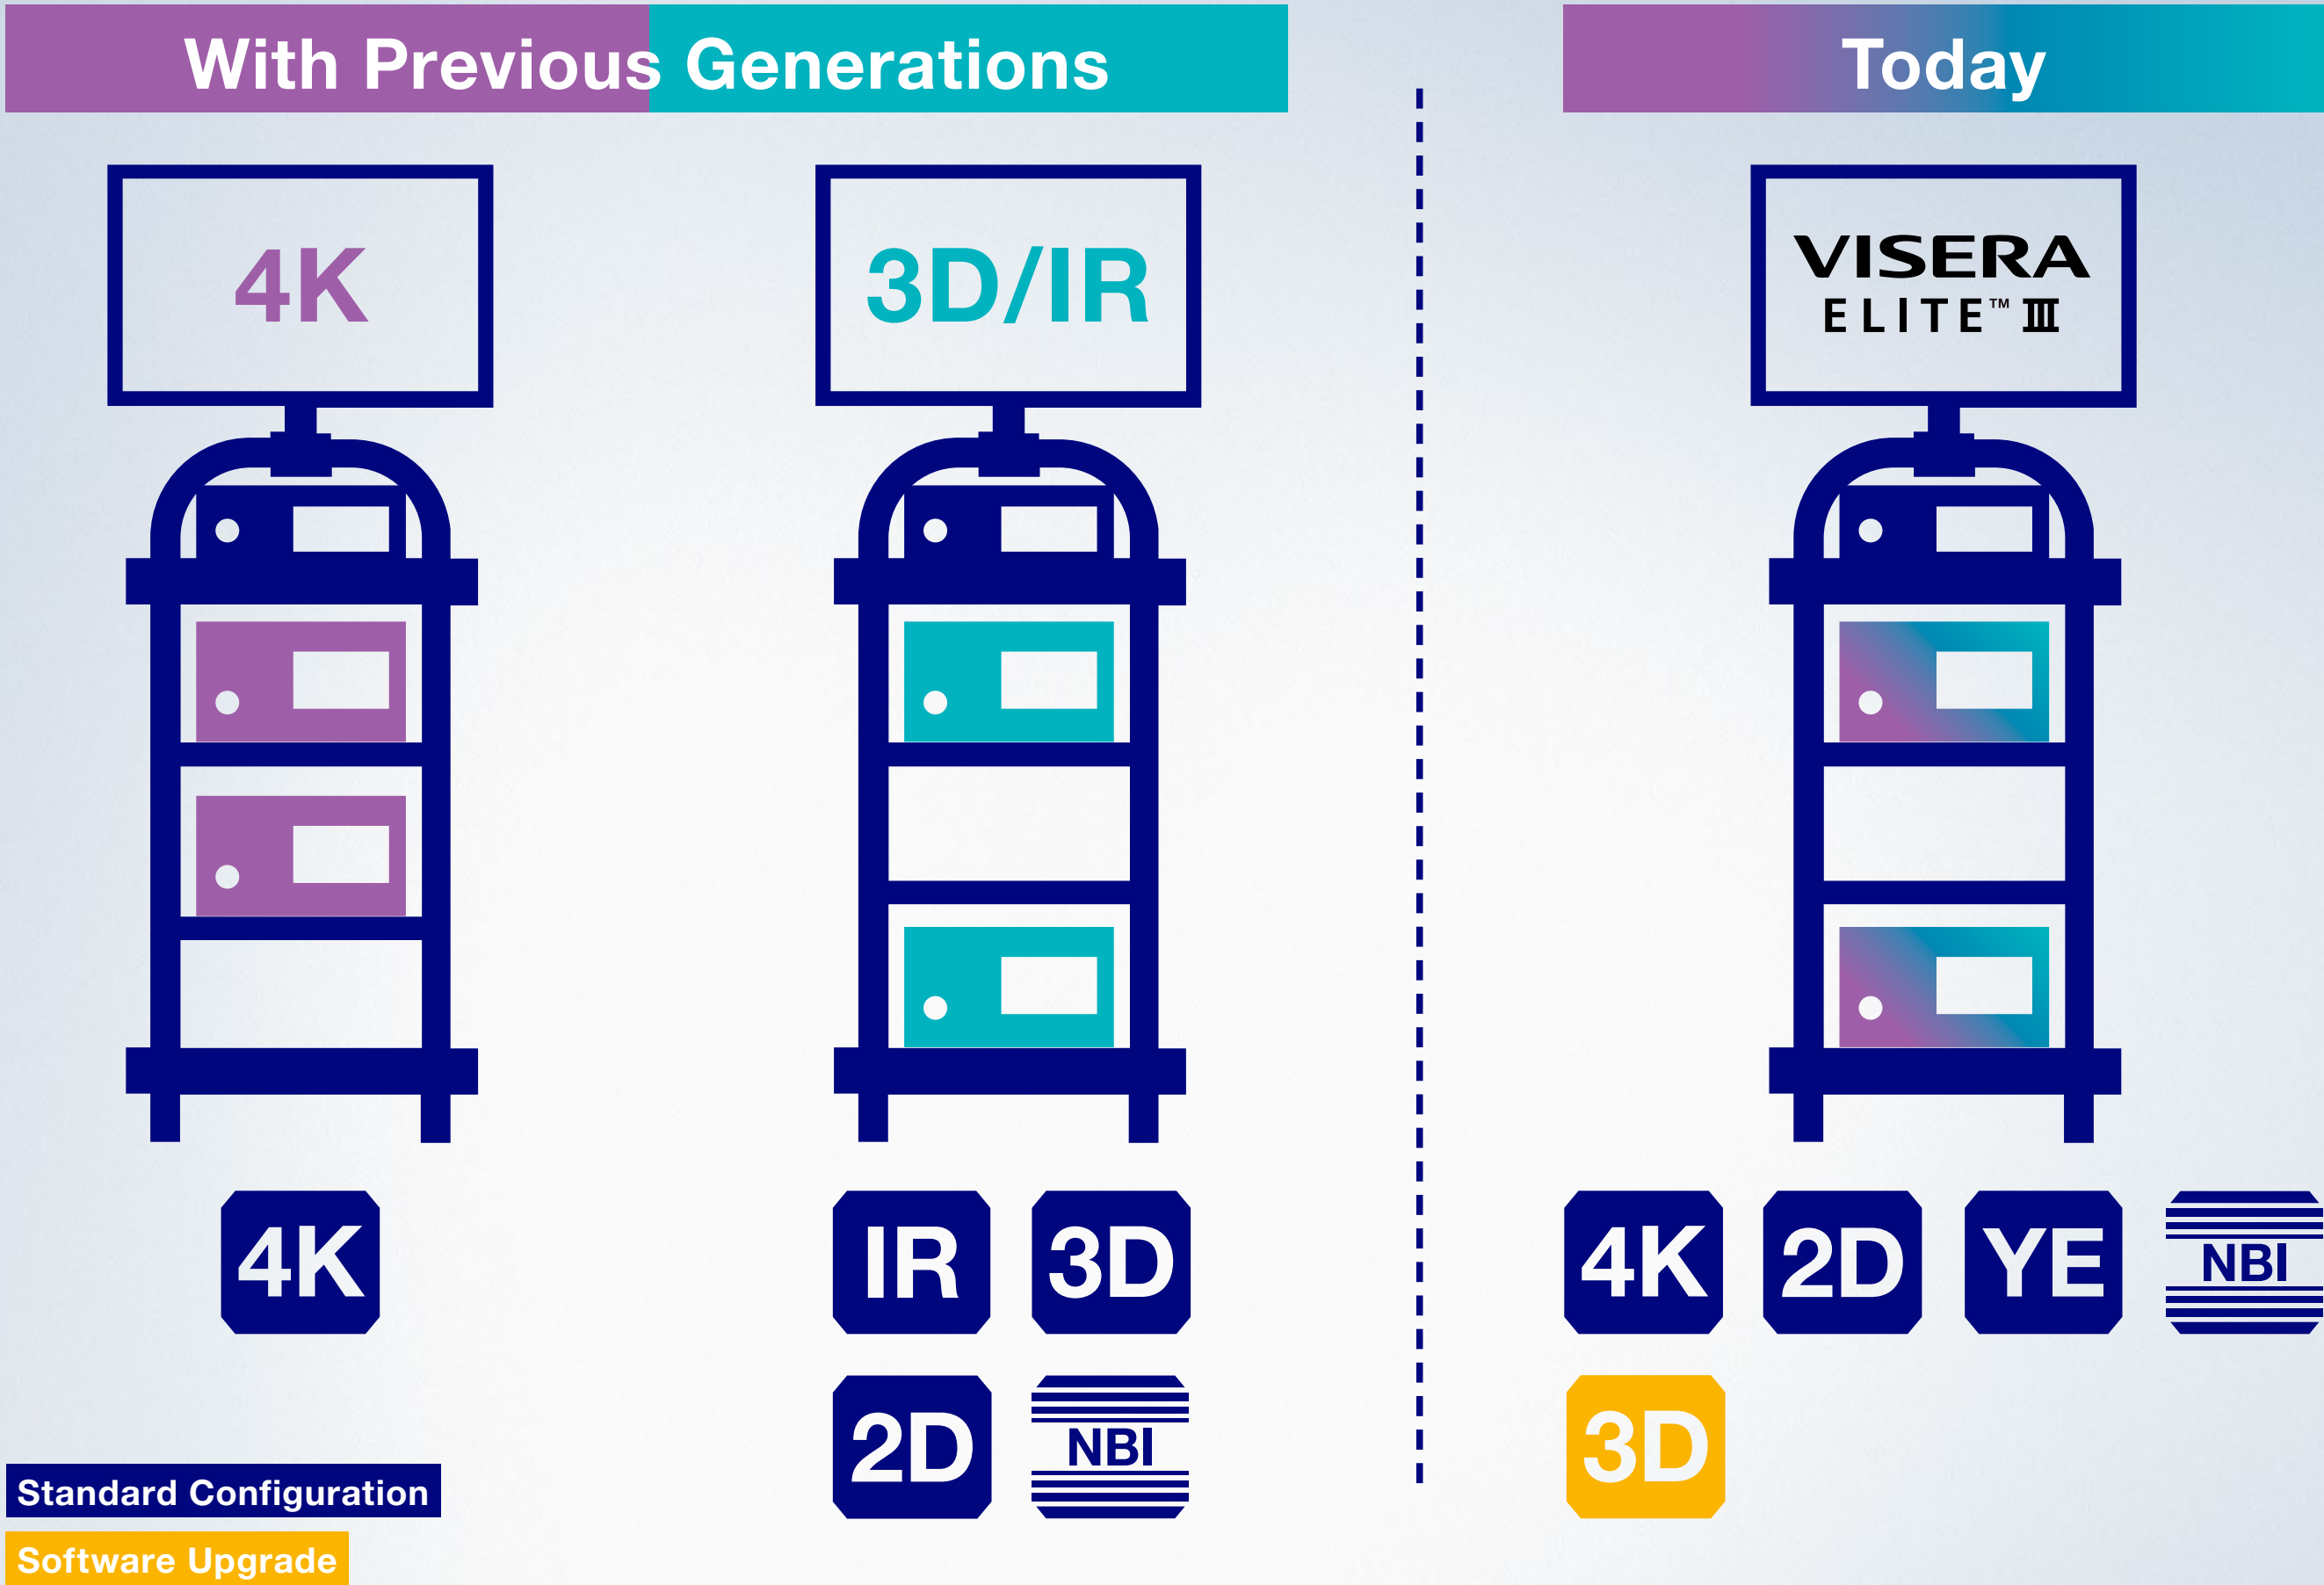 With Previous Generations
Today
4K
3D/IR
VISERA
ELITE™ III
4K
IR
3D
2D
NBI
4K
2D
YE
NBI
3D
Standard Configuration
Software Upgrade